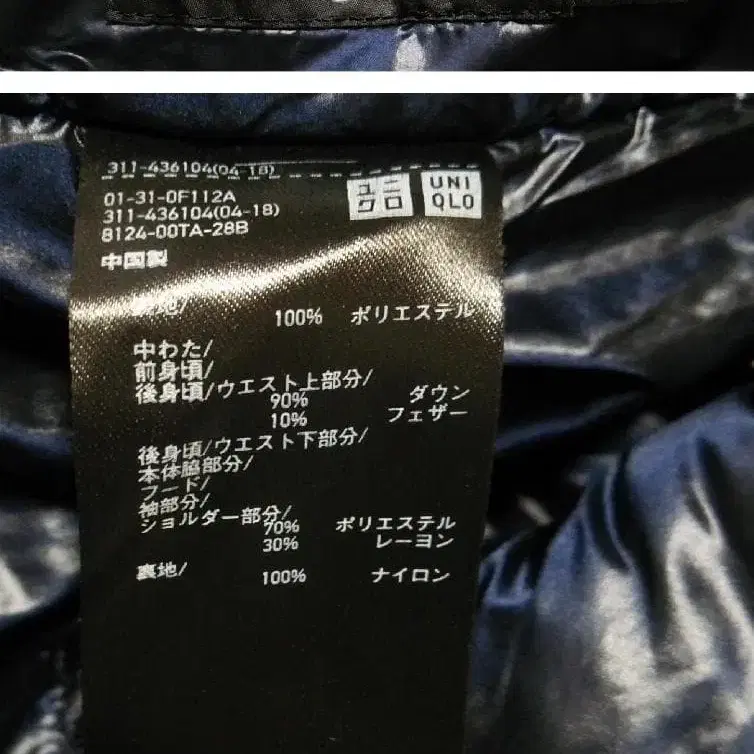 311-436104(04-18)
01-31-0F112A
311-436104(04-18)
8124-00TA-28B
中国製
ユニクロ
UNIQLO
表地/
100% ポリエステル
中わた/
前身頃/
後身頃/ウエスト上部分/
90% ダウン
10% フェザー
後身頃/ウエスト下部分/
本体脇部分/
フード/
袖部分/
ショルダー部分/
70% ポリエステル
30% レーヨン
裏地/
100% ナイロン